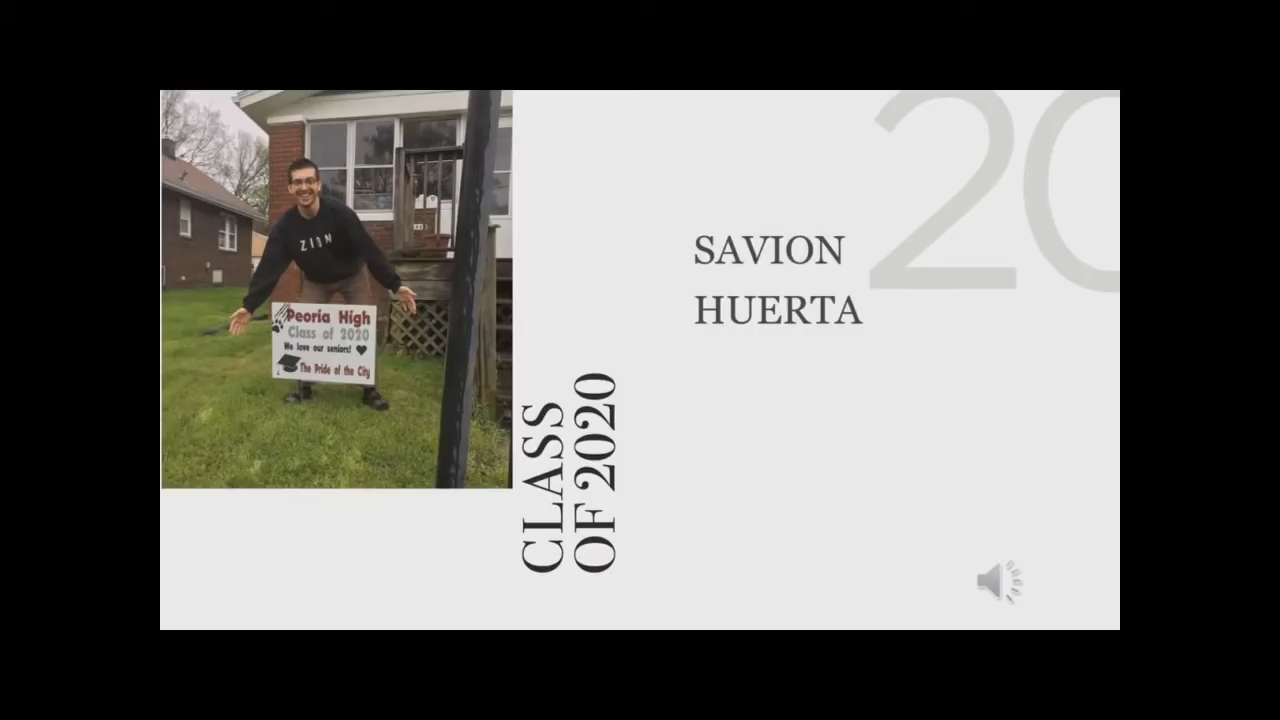 ZION
Peoria High
Class of 2020
We love our seniors!
The Pride of the City
CLASS
OF 2020
SAVION
HUERTA
20